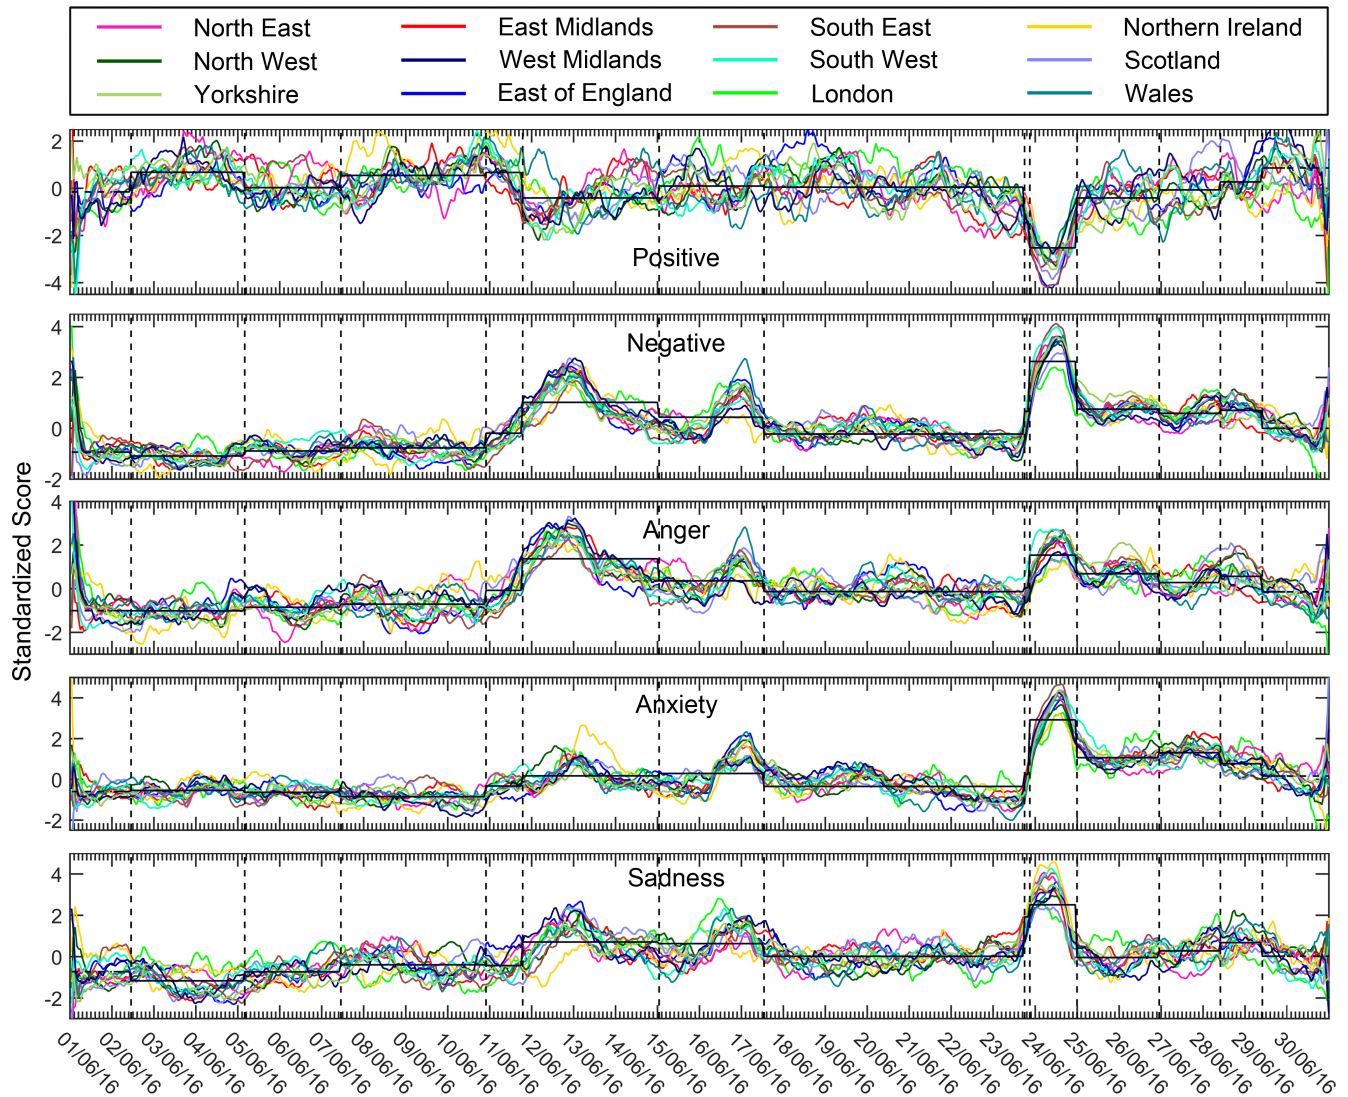 North East East Midlands South East Northern Ireland
North West West Midlands South West Scotland
Yorkshire East of England London Wales
Standardized Score
2
0
-2
-4
Positive
4
2
0
-2
Negative
4
2
0
-2
Anger
4
2
0
-2
Anxiety
4
2
0
-2
Sadness
01/06/16 02/06/16 03/06/16 04/06/16 05/06/16 06/06/16 07/06/16 08/06/16 09/06/16 10/06/16 11/06/16 12/06/16 13/06/16 14/06/16 15/06/16 16/06/16 17/06/16 18/06/16 19/06/16 20/06/16 21/06/16 22/06/16 23/06/16 24/06/16 25/06/16 26/06/16 27/06/16 28/06/16 29/06/16 30/06/16